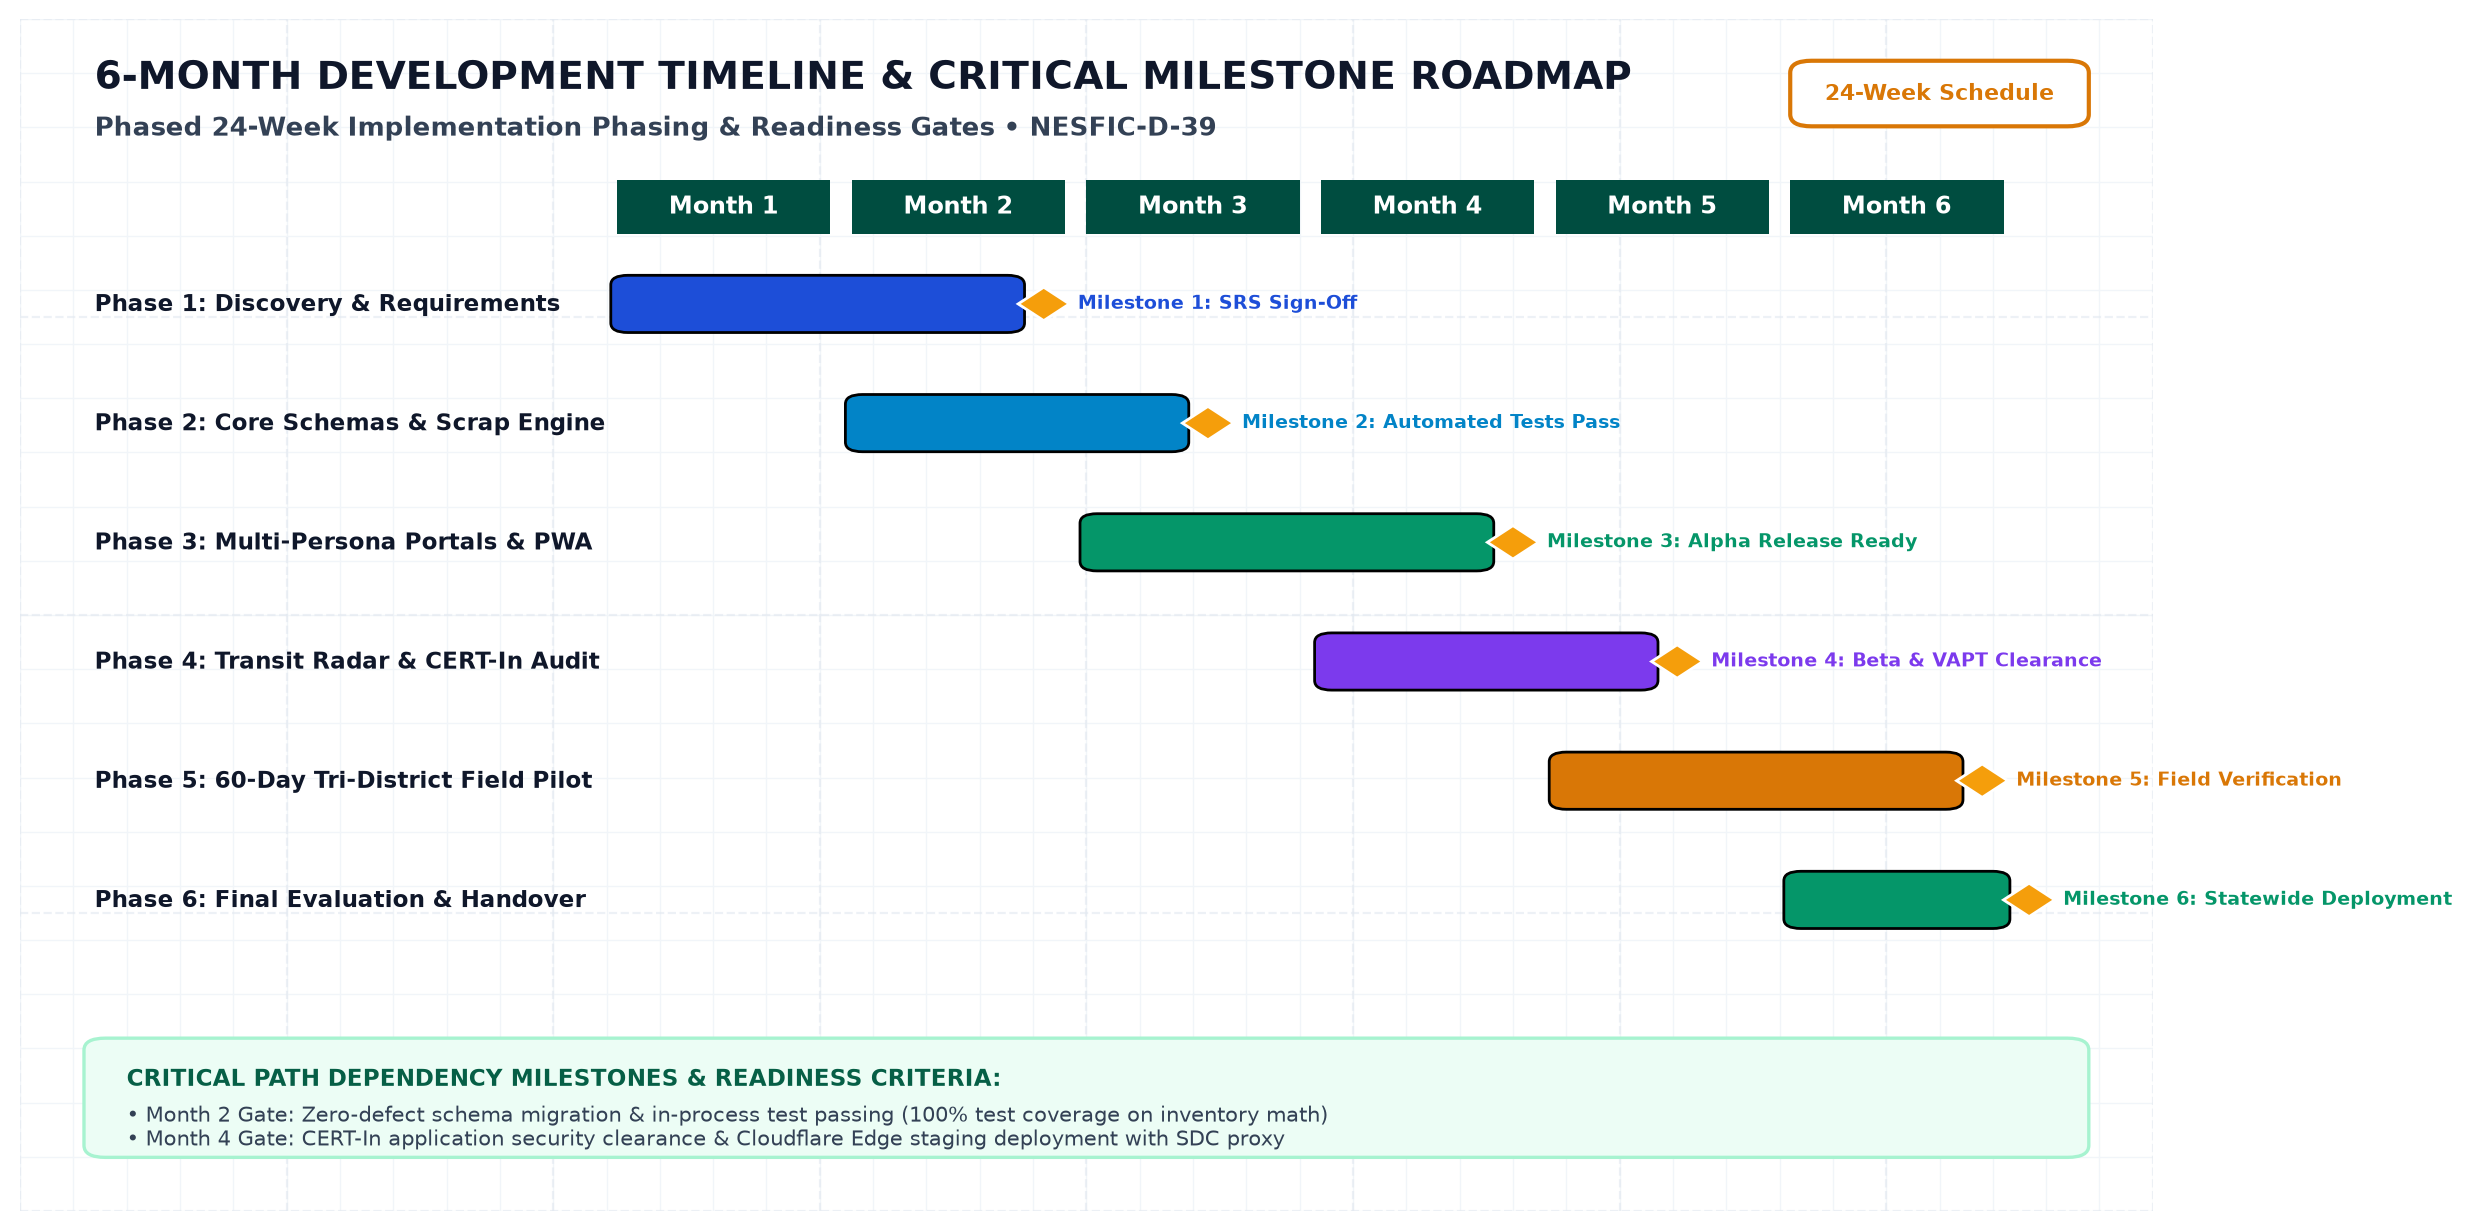 6-MONTH DEVELOPMENT TIMELINE & CRITICAL MILESTONE ROADMAP
24-Week Schedule
Phased 24-Week Implementation Phasing & Readiness Gates • NESFIC-D-39
Month 1
Month 2
Month 3
Month 4
Month 5
Month 6
Phase 1: Discovery & Requirements
Milestone 1: SRS Sign-Off
Phase 2: Core Schemas & Scrap Engine
Milestone 2: Automated Tests Pass
Phase 3: Multi-Persona Portals & PWA
Milestone 3: Alpha Release Ready
Phase 4: Transit Radar & CERT-In Audit
Milestone 4: Beta & VAPT Clearance
Phase 5: 60-Day Tri-District Field Pilot
Milestone 5: Field Verification
Phase 6: Final Evaluation & Handover
Milestone 6: Statewide Deployment
CRITICAL PATH DEPENDENCY MILESTONES & READINESS CRITERIA:
• Month 2 Gate: Zero-defect schema migration & in-process test passing (100% test coverage on inventory math)
• Month 4 Gate: CERT-In application security clearance & Cloudflare Edge staging deployment with SDC proxy